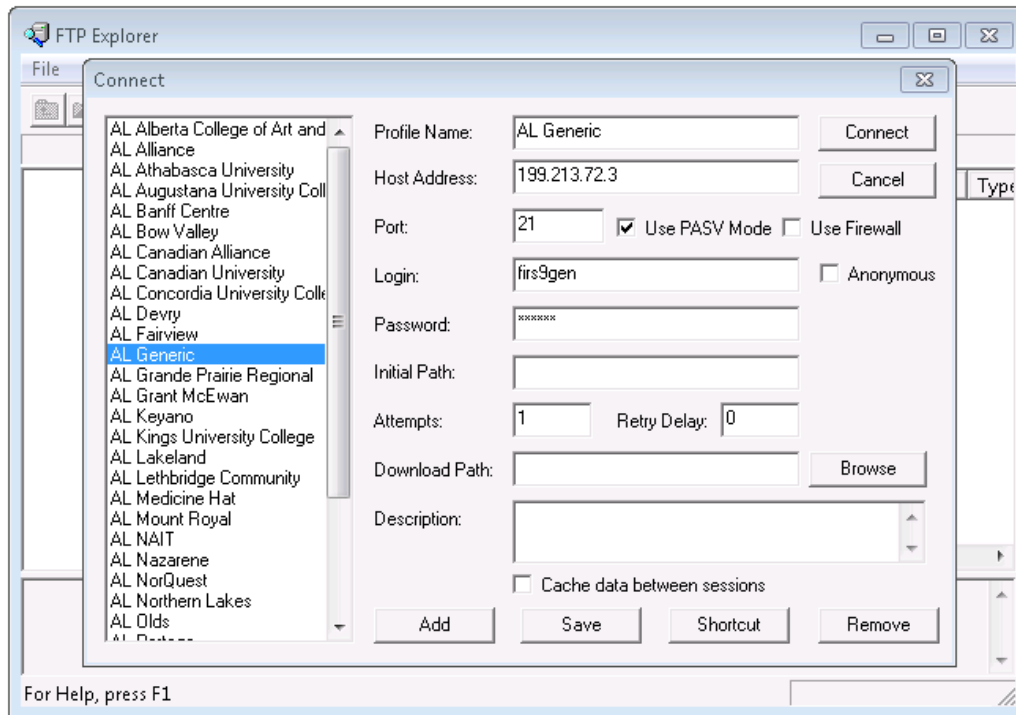 FTP Explorer
File
Connect
AL Alberta College of Art and
AL Alliance
AL Athabasca University
AL Augustana University Coll
AL Banff Centre
AL Bow Valley
AL Canadian Alliance
AL Canadian University
AL Concordia University Colle
AL Devry
AL Fairview
AL Generic
AL Grande Prairie Regional
AL Grant McEwan
AL Keyano
AL Kings University College
AL Lakeland
AL Lethbridge Community
AL Medicine Hat
AL Mount Royal
AL NAIT
AL Nazarene
AL NorQuest
AL Northern Lakes
AL Olds
Profile Name: AL Generic Connect
Host Address: 199.213.72.3 Cancel
Type
Port: 21 Use PASV Mode Use Firewall
Login: firs9gen Anonymous
Password: ××××××
Initial Path:
Attempts: 1 Retry Delay: 0
Download Path: Browse
Description:
Cache data between sessions
Add Save Shortcut Remove
For Help, press F1